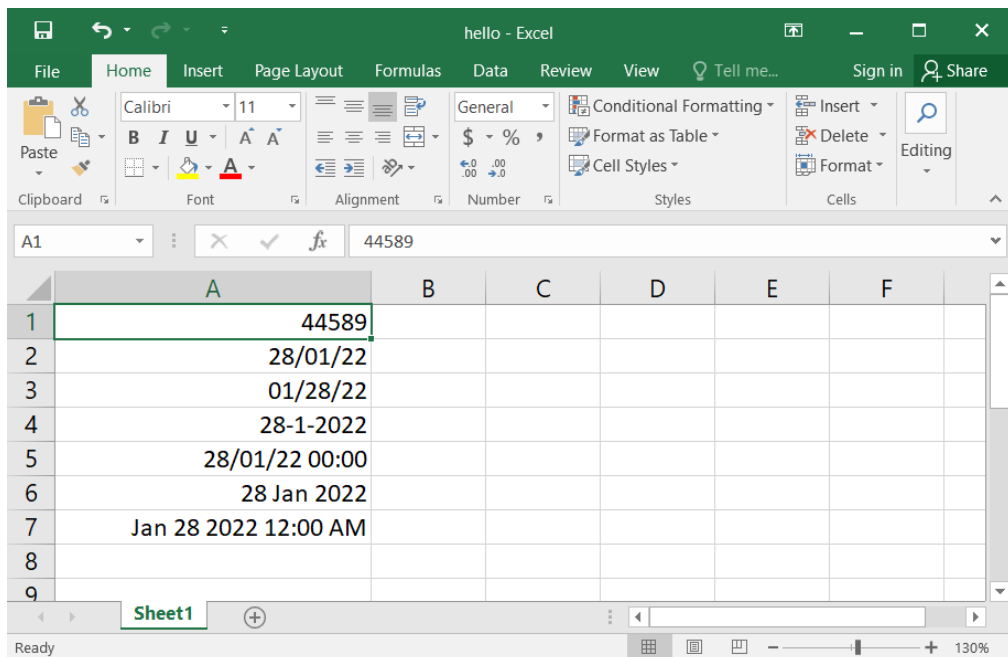 hello - Excel
File Home Insert Page Layout Formulas Data Review View Tell me... Sign in Share
Calibri 11 General Conditional Formatting Insert
Paste B I U A A $ % , Format as Table Delete Editing
A .00 .0 Cell Styles Format
Clipboard Font Alignment Number Styles Cells
A1 fx 44589
A B C D E F
1 44589
2 28/01/22
3 01/28/22
4 28-1-2022
5 28/01/22 00:00
6 28 Jan 2022
7 Jan 28 2022 12:00 AM
8
9
Sheet1
Ready 130%